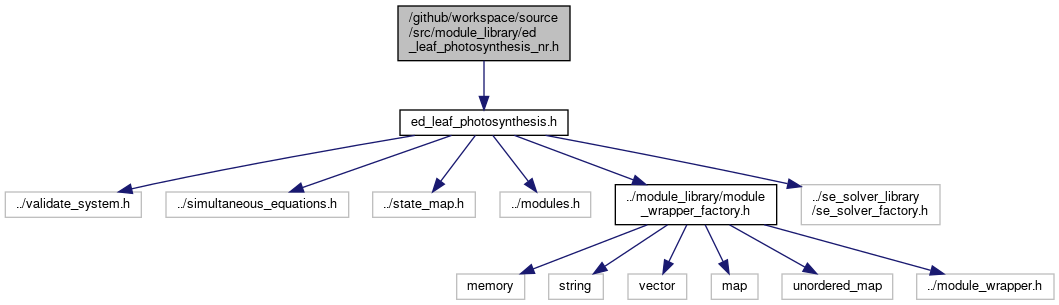 /github/workspace/source
/src/module_library/ed
_leaf_photosynthesis_nr.h
ed_leaf_photosynthesis.h
../validate_system.h
../simultaneous_equations.h
../state_map.h
../modules.h
../module_library/module
_wrapper_factory.h
../se_solver_library
/se_solver_factory.h
memory
string
vector
map
unordered_map
../module_wrapper.h